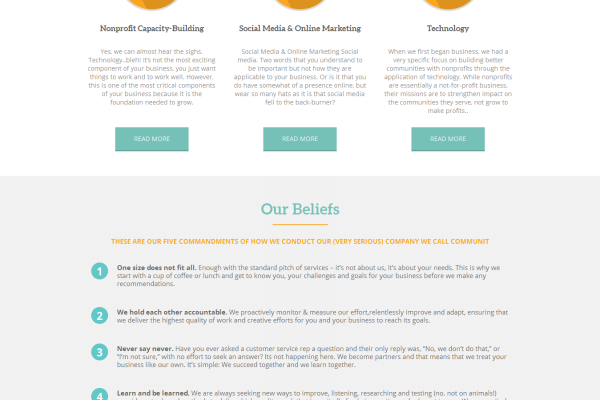 Nonprofit Capacity-Building
Yes, we can almost hear the sighs.
Technology..bleh! It's not the most exciting
component of your business, you just want
things to work and to work well. However,
this is one of the most critical components
of your business because it is the
foundation needed to grow.
READ MORE
Social Media & Online Marketing
Social Media & Online Marketing Social
media. Two words that you understand to
be important but not how they are
applicable to your business. Or is it that you
do have somewhat of a presence online, but
wear so many hats as it is that social media
fell to the back-burner?
READ MORE
Technology
When we first began business, we had a
very specific focus on building better
communities with nonprofits through the
application of technology. While nonprofits
are essentially a not-for-profit business,
their missions are to strengthen impact on
the communities they serve, not grow to
make profits..
READ MORE
Our Beliefs
THESE ARE OUR FIVE COMMANDMENTS OF HOW WE CONDUCT OUR (VERY SERIOUS) COMPANY WE CALL COMMUNIT
1
One size does not fit all. Enough with the standard pitch of services – it's not about us, it's about your needs. This is why we
start with a cup of coffee or lunch and get to know you, your challenges and goals for your business before we make any
recommendations.
2
We hold each other accountable. We proactively monitor & measure our effort,relentlessly improve and adapt, ensuring that
we deliver the highest quality of work and creative efforts for you and your business to reach its goals.
3
Never say never. Have you ever asked a customer service rep a question and their only reply was, "No, we don't do that," or
"I'm not sure," with no effort to seek an answer? Its not happening here. We become partners and that means that we treat your
business like our own. It's simple: We succeed together and we learn together.
4
Learn and be learned. We are always seeking new ways to improve, listening, researching and testing (no, not on animals!)